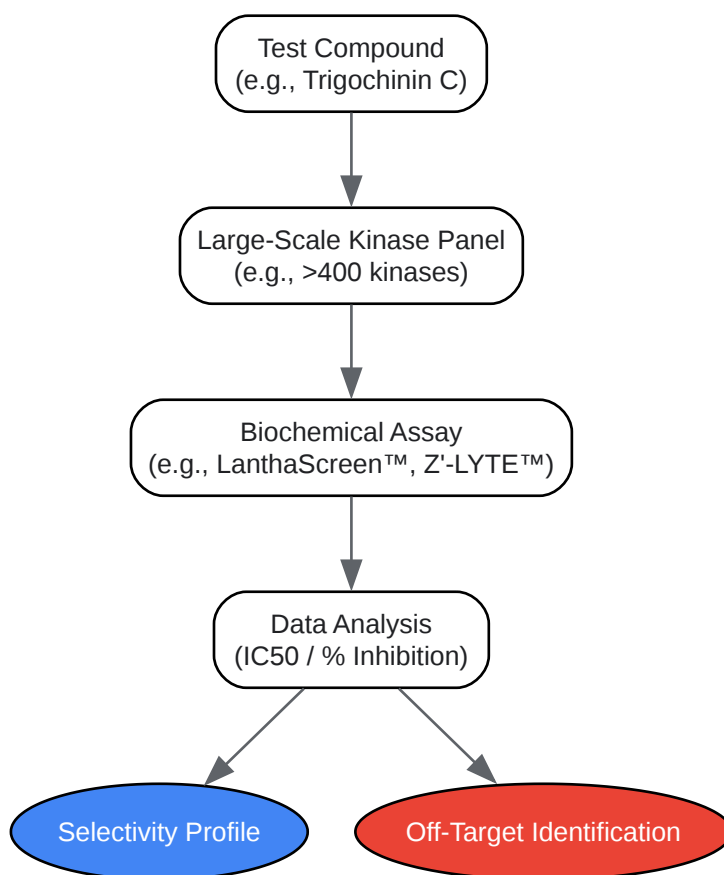 Test Compound
(e.g., Trigochinin C)
Large-Scale Kinase Panel
(e.g., >400 kinases)
Biochemical Assay
(e.g., LanthaScreen™, Z'-LYTE™)
Data Analysis
(IC50 / % Inhibition)
Selectivity Profile
Off-Target Identification